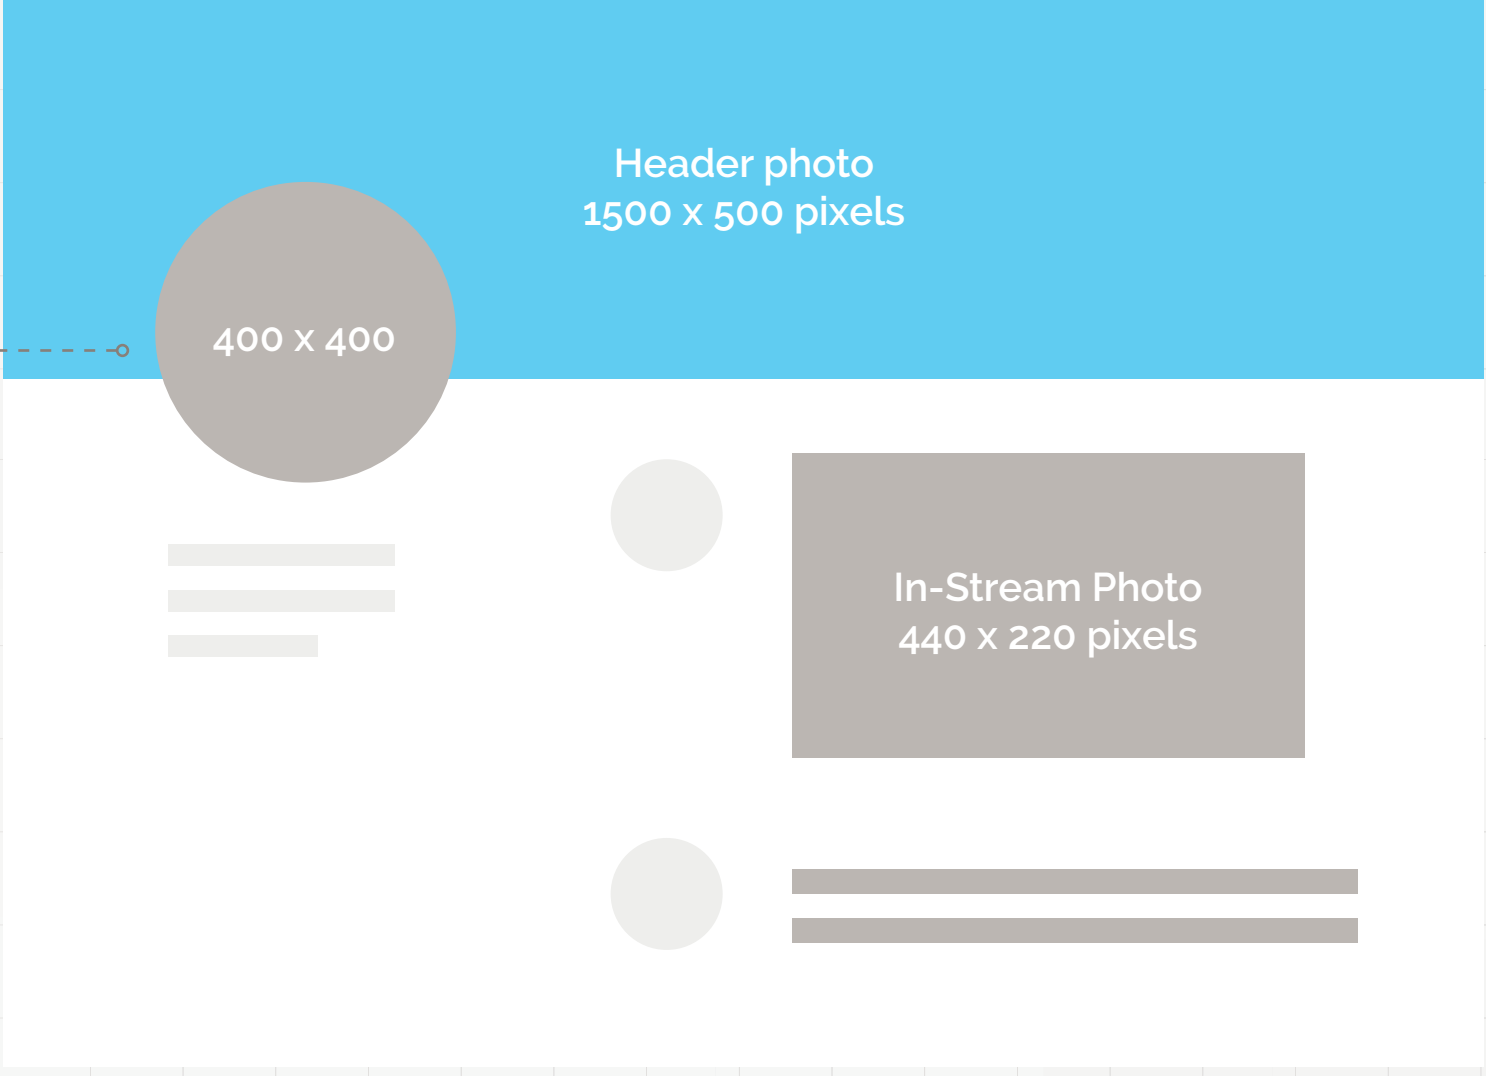 Header photo
1500 x 500 pixels
400 x 400
In-Stream Photo
440 x 220 pixels